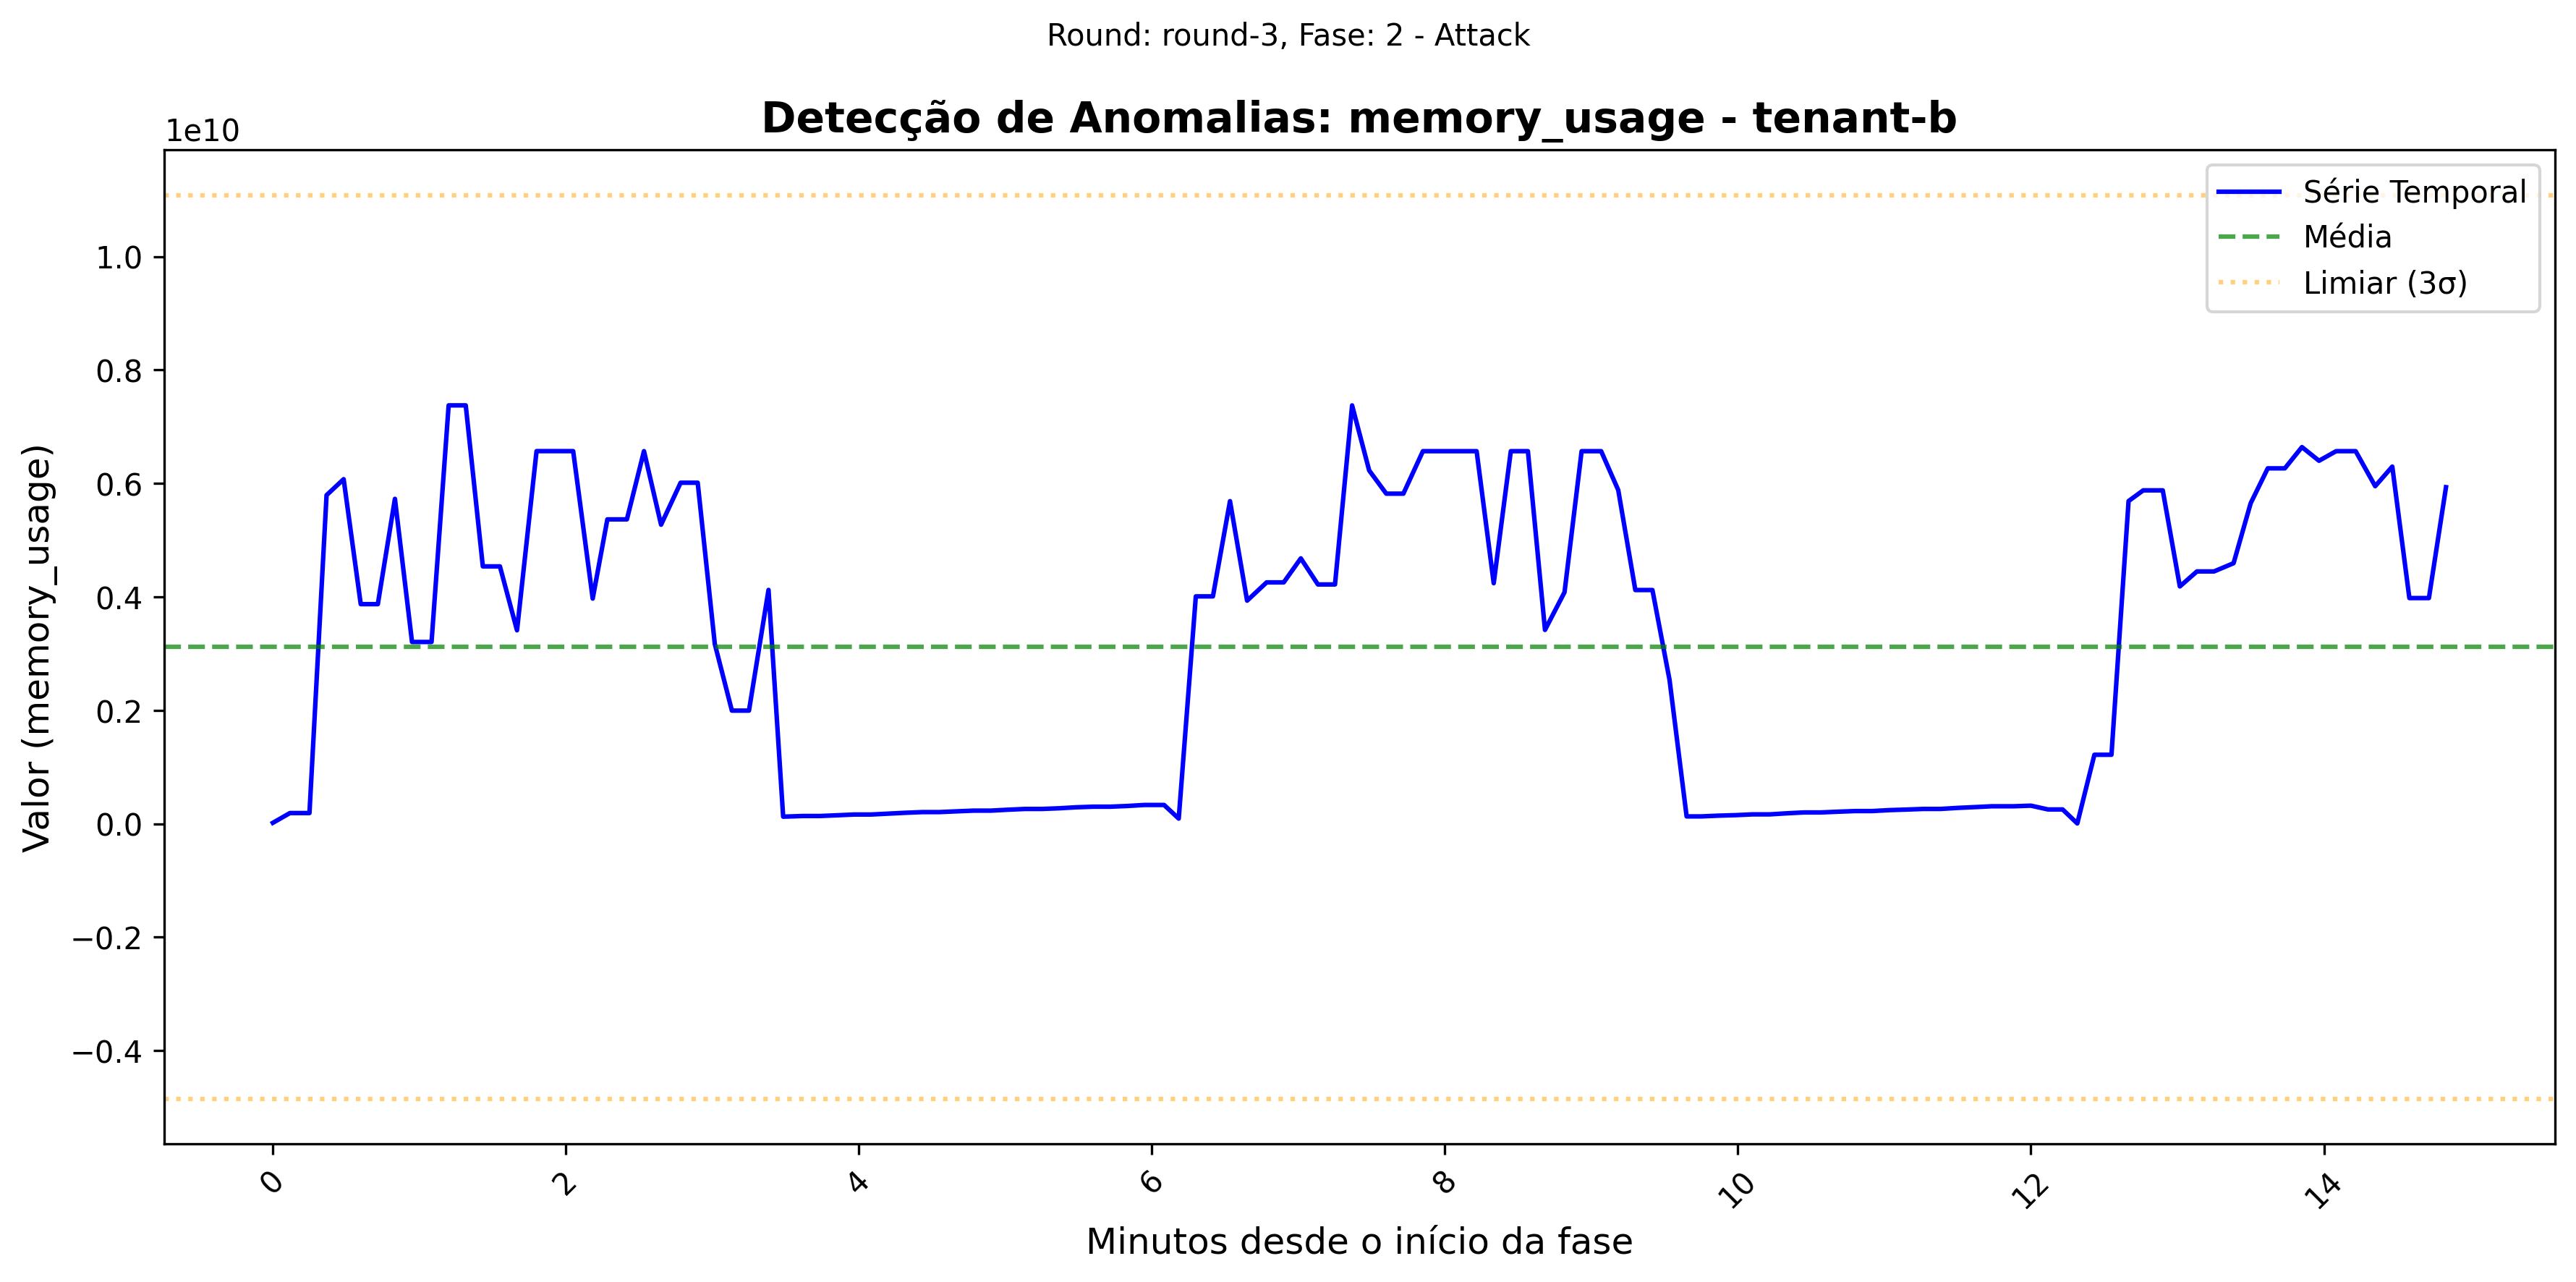 Round: round-3, Fase: 2 - Attack
Detecção de Anomalias: memory_usage - tenant-b
1e10
Série Temporal
Média
Limiar (3σ)
Valor (memory_usage)
1.0
0.8
0.6
0.4
0.2
0.0
−0.2
−0.4
0
2
4
6
8
10
12
14
Minutos desde o início da fase